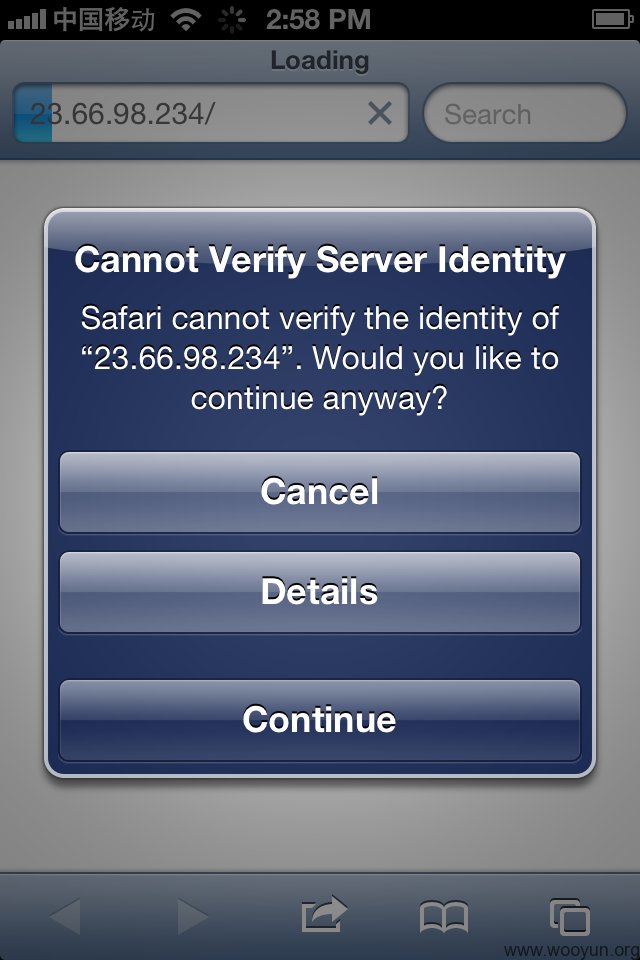 中国移动 2:58 PM
Loading
23.66.98.234/ Search
Cannot Verify Server Identity
Safari cannot verify the identity of
“23.66.98.234”. Would you like to
continue anyway?
Cancel
Details
Continue
www.wooyun.org